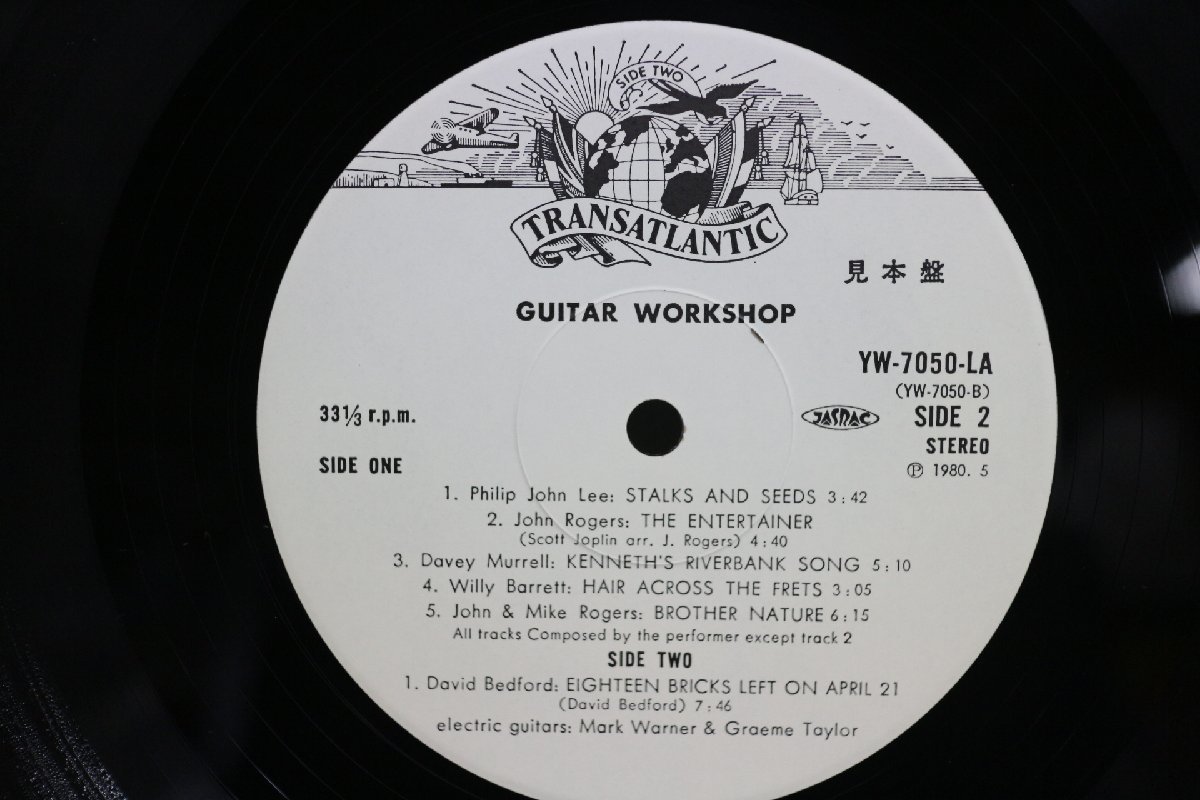 SIDE TWO
TRANSATLANTIC
見本盤
GUITAR WORKSHOP
YW-7050-LA
(YW-7050-B)
33 1/3 r.p.m.
JASRAC
SIDE 2
STEREO
SIDE ONE
Ⓟ 1980. 5
1. Philip John Lee: STALKS AND SEEDS 3:42
2. John Rogers: THE ENTERTAINER
(Scott Joplin arr. J. Rogers) 4:40
3. Davey Murrell: KENNETH'S RIVERBANK SONG 5:10
4. Willy Barrett: HAIR ACROSS THE FRETS 3:05
5. John & Mike Rogers: BROTHER NATURE 6:15
All tracks Composed by the performer except track 2
SIDE TWO
1. David Bedford: EIGHTEEN BRICKS LEFT ON APRIL 21
(David Bedford) 7:46
electric guitars: Mark Warner & Graeme Taylor